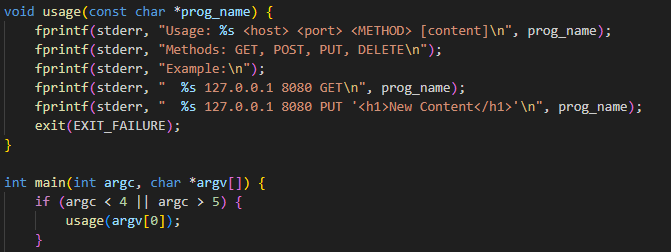 void usage(const char *prog_name) {
    fprintf(stderr, "Usage: %s <host> <port> <METHOD> [content]\n", prog_name);
    fprintf(stderr, "Methods: GET, POST, PUT, DELETE\n");
    fprintf(stderr, "Example:\n");
    fprintf(stderr, "  %s 127.0.0.1 8080 GET\n", prog_name);
    fprintf(stderr, "  %s 127.0.0.1 8080 PUT '<h1>New Content</h1>'\n", prog_name);
    exit(EXIT_FAILURE);
}

int main(int argc, char *argv[]) {
    if (argc < 4 || argc > 5) {
        usage(argv[0]);
    }